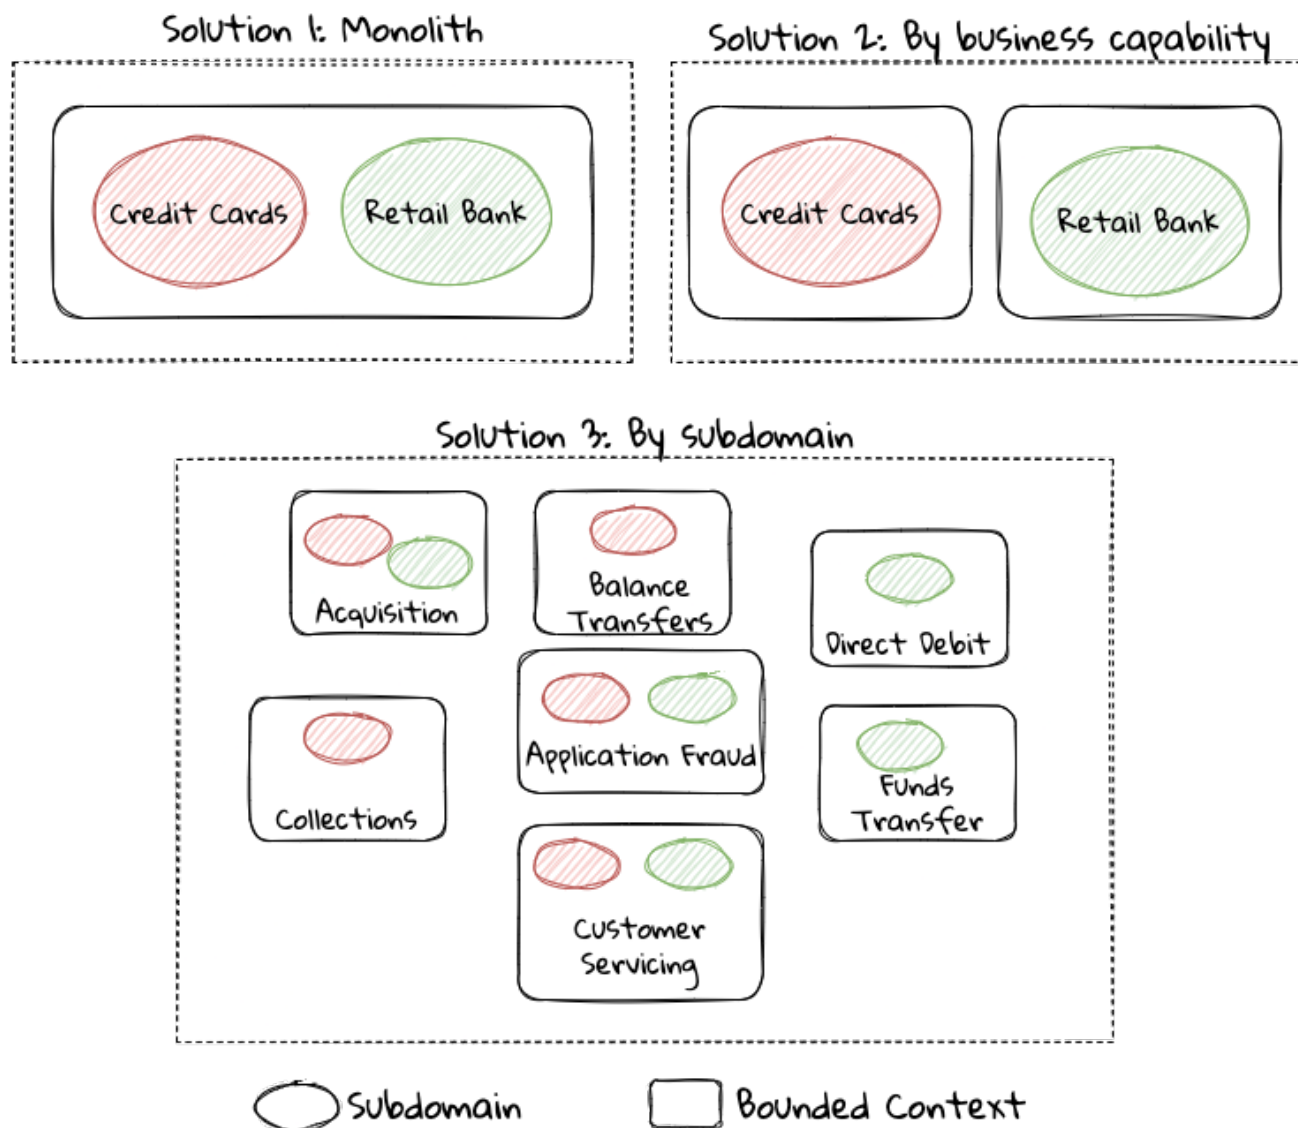 Solution 1: Monolith
Solution 2: By business capability
Credit Cards
Retail Bank
Credit Cards
Retail Bank
Solution 3: By subdomain
Acquisition
Balance
Transfers
Direct Debit
Collections
Application Fraud
Funds
Transfer
Customer
Servicing
Subdomain
Bounded Context